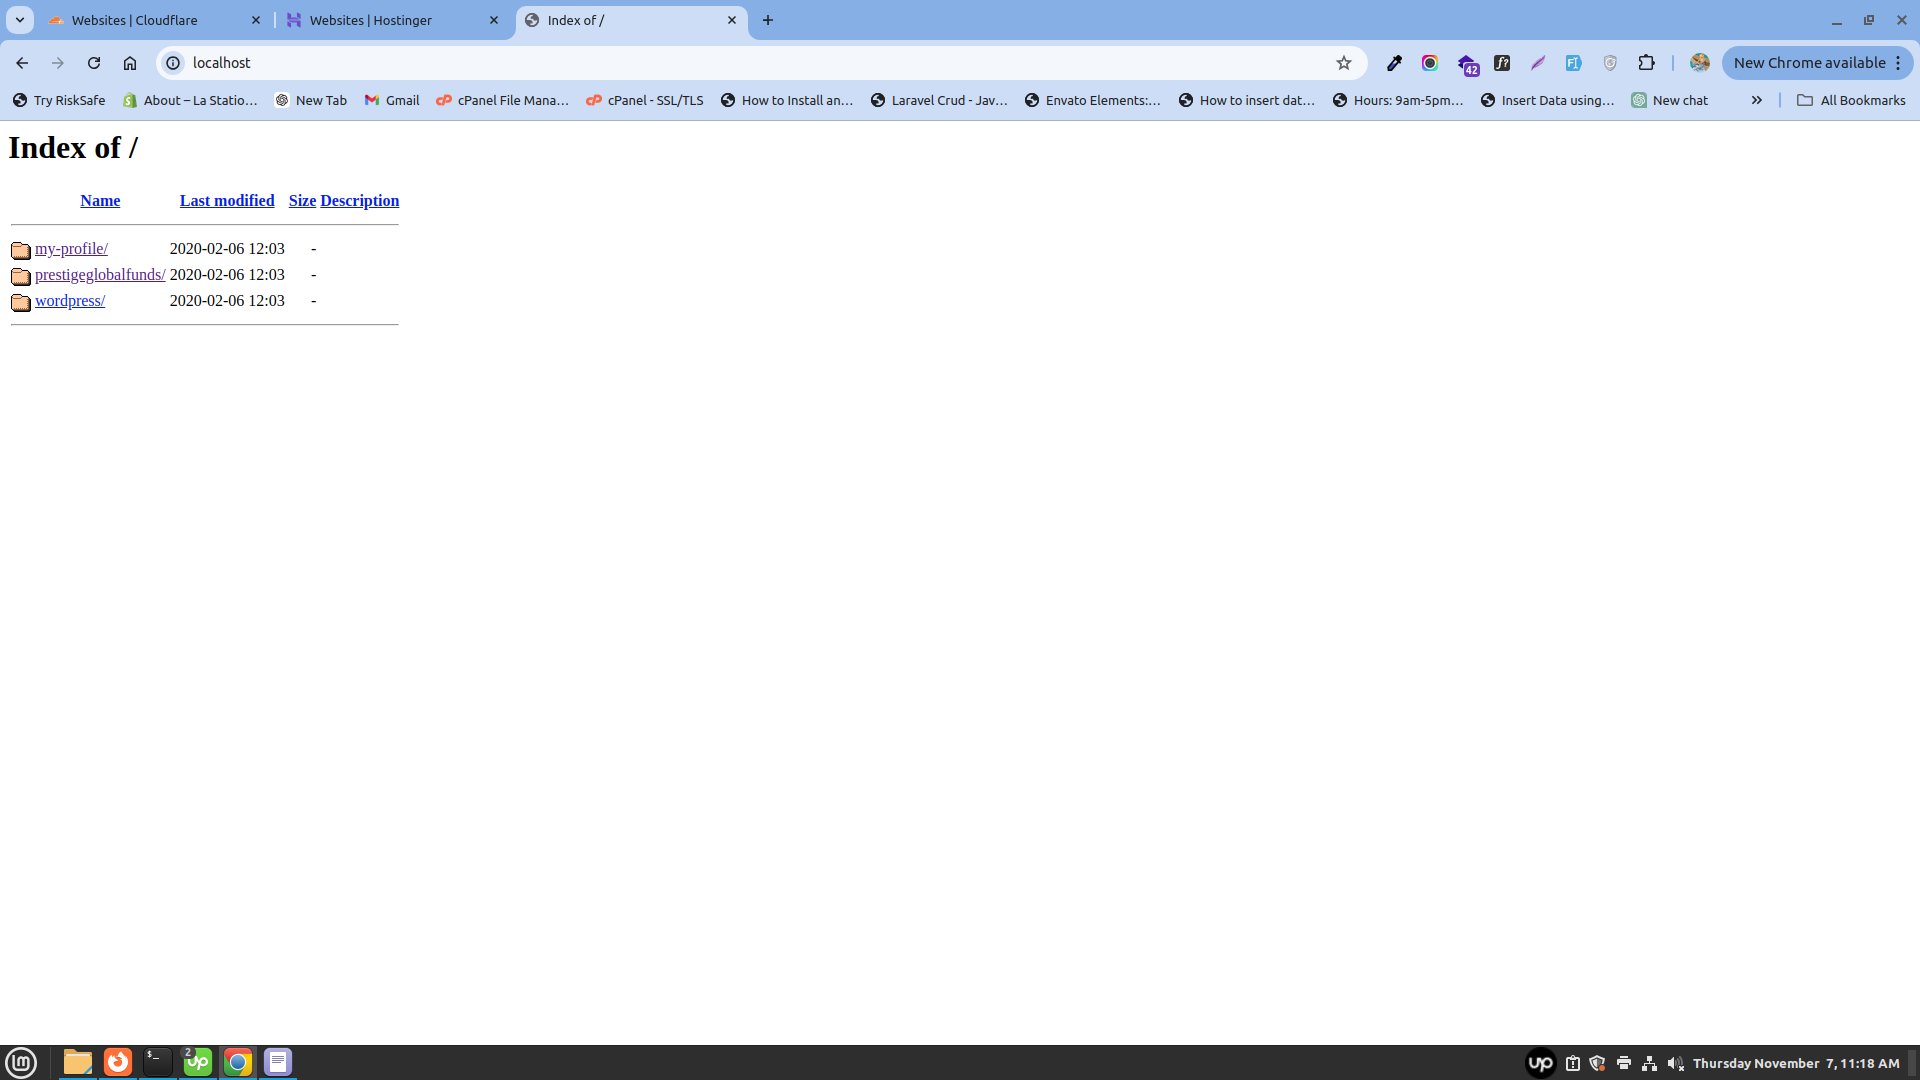 Websites | Cloudflare
Websites | Hostinger
Index of /
localhost
42
f?
New Chrome available
Try RiskSafe
About – La Statio…
New Tab
Gmail
cPanel File Mana…
cPanel - SSL/TLS
How to Install an…
Laravel Crud - Jav…
Envato Elements:…
How to insert dat…
Hours: 9am-5pm…
Insert Data using…
New chat
All Bookmarks
Index of /
Name Last modified Size Description
my-profile/ 2020-02-06 12:03 -
prestigeglobalfunds/ 2020-02-06 12:03 -
wordpress/ 2020-02-06 12:03 -
$_
2
up
up
Thursday November 7, 11:18 AM